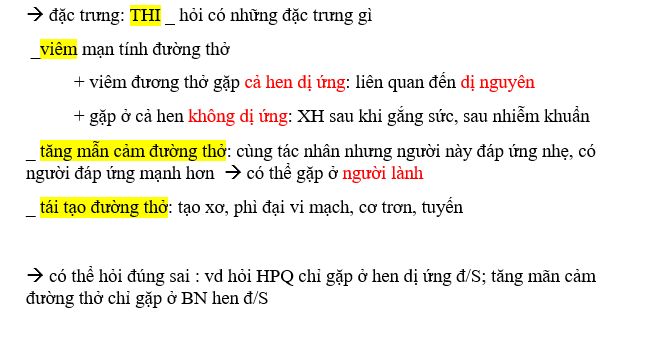 → đặc trưng: THI _ hỏi có những đặc trưng gì
_viêm mạn tính đường thở
+ viêm đương thở gặp cả hen dị ứng: liên quan đến dị nguyên
+ gặp ở cả hen không dị ứng: XH sau khi gắng sức, sau nhiễm khuẩn
_ tăng mẫn cảm đường thở: cùng tác nhân nhưng người này đáp ứng nhẹ, có
người đáp ứng mạnh hơn → có thể gặp ở người lành
_ tái tạo đường thở: tạo xơ, phì đại vi mạch, cơ trơn, tuyến
→ có thể hỏi đúng sai : vd hỏi HPQ chỉ gặp ở hen dị ứng đ/S; tăng mãn cảm
đường thở chỉ gặp ở BN hen đ/S